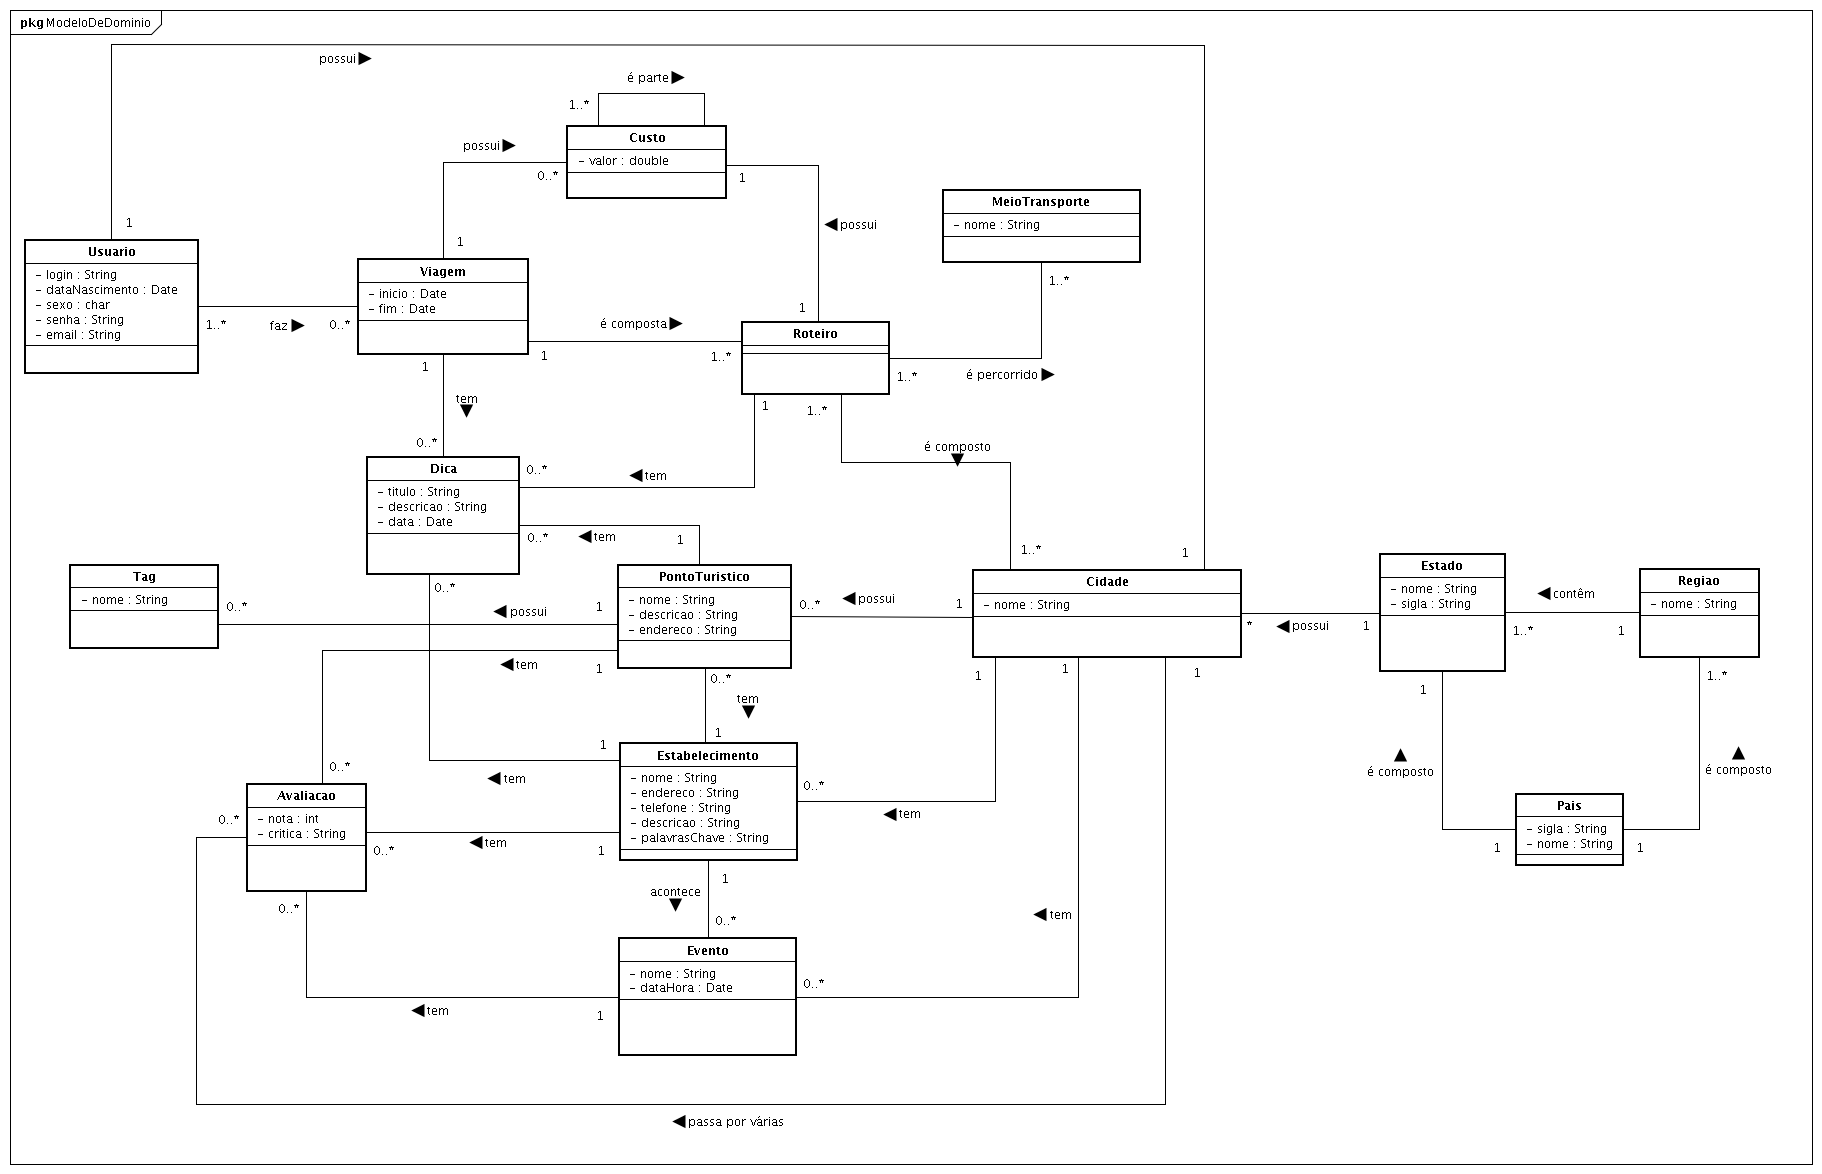 pkg ModeloDeDominio
possui
é parte
1..*
Custo
- valor : double
possui
0..*
1
possui
MeioTransporte
- nome : String
1..*
1
Usuario
- login : String
- dataNascimento : Date
- sexo : char
- senha : String
- email : String
1..*
faz
0..*
1
Viagem
- inicio : Date
- fim : Date
é composta
1
1..*
1
Roteiro
1..*
é percorrido
1
tem
0..*
1
1..*
é composto
Dica
- titulo : String
- descricao : String
- data : Date
0..*
tem
0..*
tem
1
0..*
1..*
1
Tag
- nome : String
0..*
possui
1
PontoTuristico
- nome : String
- descricao : String
- endereco : String
0..*
possui
1
Cidade
- nome : String
*
possui
1
Estado
- nome : String
- sigla : String
contêm
1..*
1
Regiao
- nome : String
tem
1
0..*
tem
1
1
1
1
1
1..*
é composto
é composto
Pais
- sigla : String
- nome : String
1
1
1
tem
Estabelecimento
- nome : String
- endereco : String
- telefone : String
- descricao : String
- palavrasChave : String
0..*
tem
0..*
Avaliacao
- nota : int
- critica : String
0..*
0..*
tem
1
0..*
acontece
1
0..*
tem
Evento
- nome : String
- dataHora : Date
0..*
tem
1
passa por várias